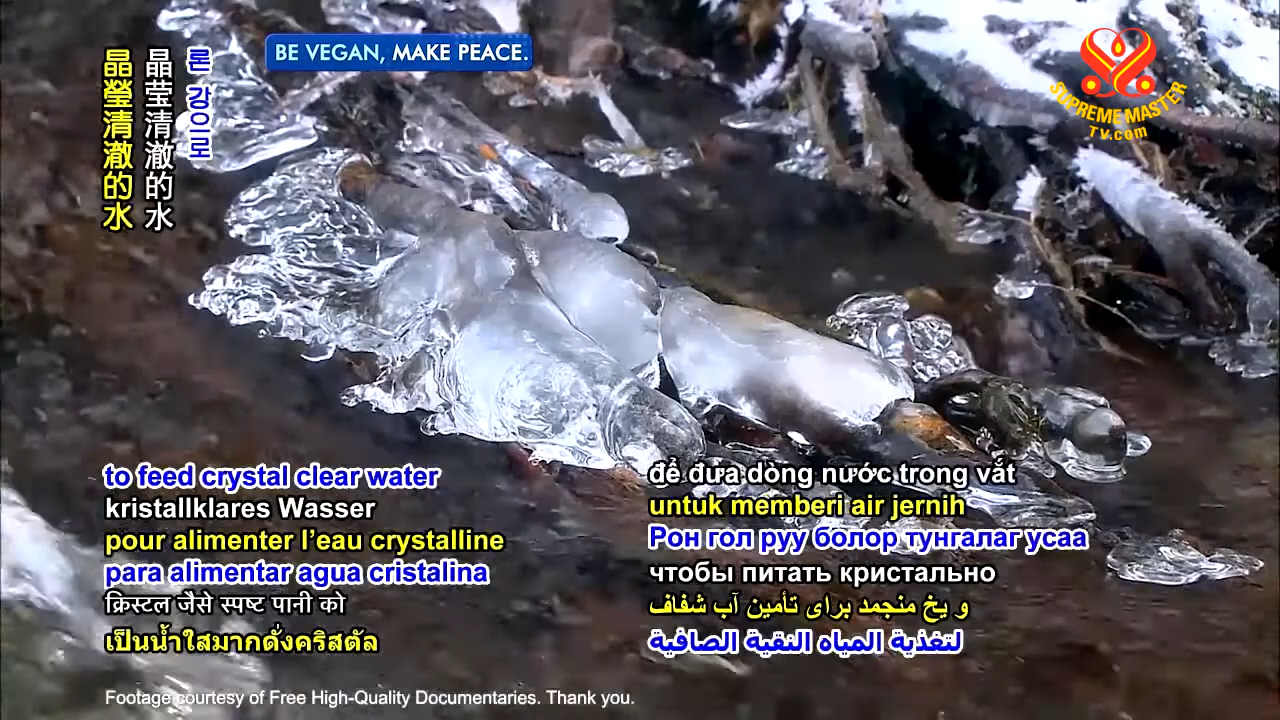 BE VEGAN, MAKE PEACE.
SUPREME MASTER
TV.com
晶瑩清澈的水
晶莹清澈的水
론 강으로
to feed crystal clear water
kristallklares Wasser
pour alimenter l'eau crystalline
para alimentar agua cristalina
क्रिस्टल जैसे स्पष्ट पानी को
เป็นน้ำใสมากดั่งคริสตัล
để đưa dòng nước trong vắt
untuk memberi air jernih
Рон гол руу болор тунгалаг усаа
чтобы питать кристально
و یخ منجمد برای تأمین آب شفاف
لتغذية المياه النقية الصافية
Footage courtesy of Free High-Quality Documentaries. Thank you.